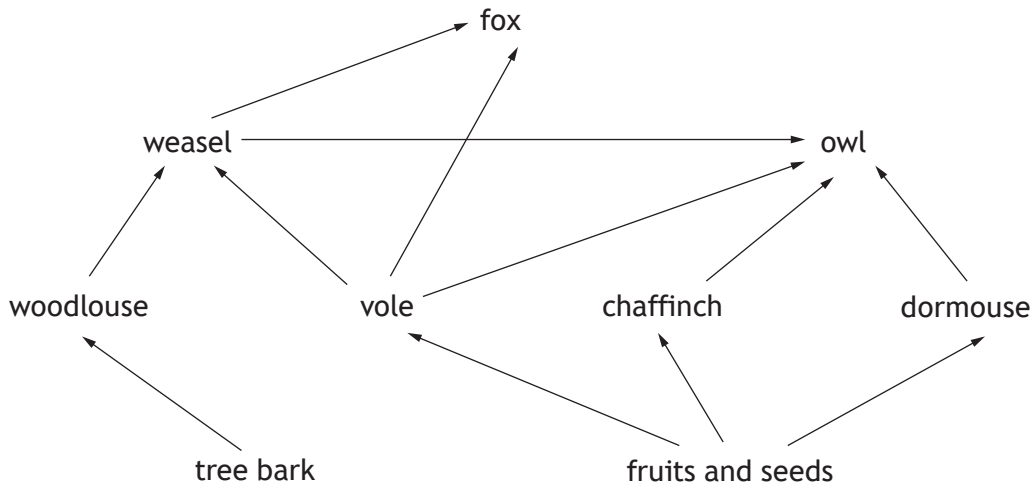 fox
weasel
owl
woodlouse
vole
chaffinch
dormouse
tree bark
fruits and seeds